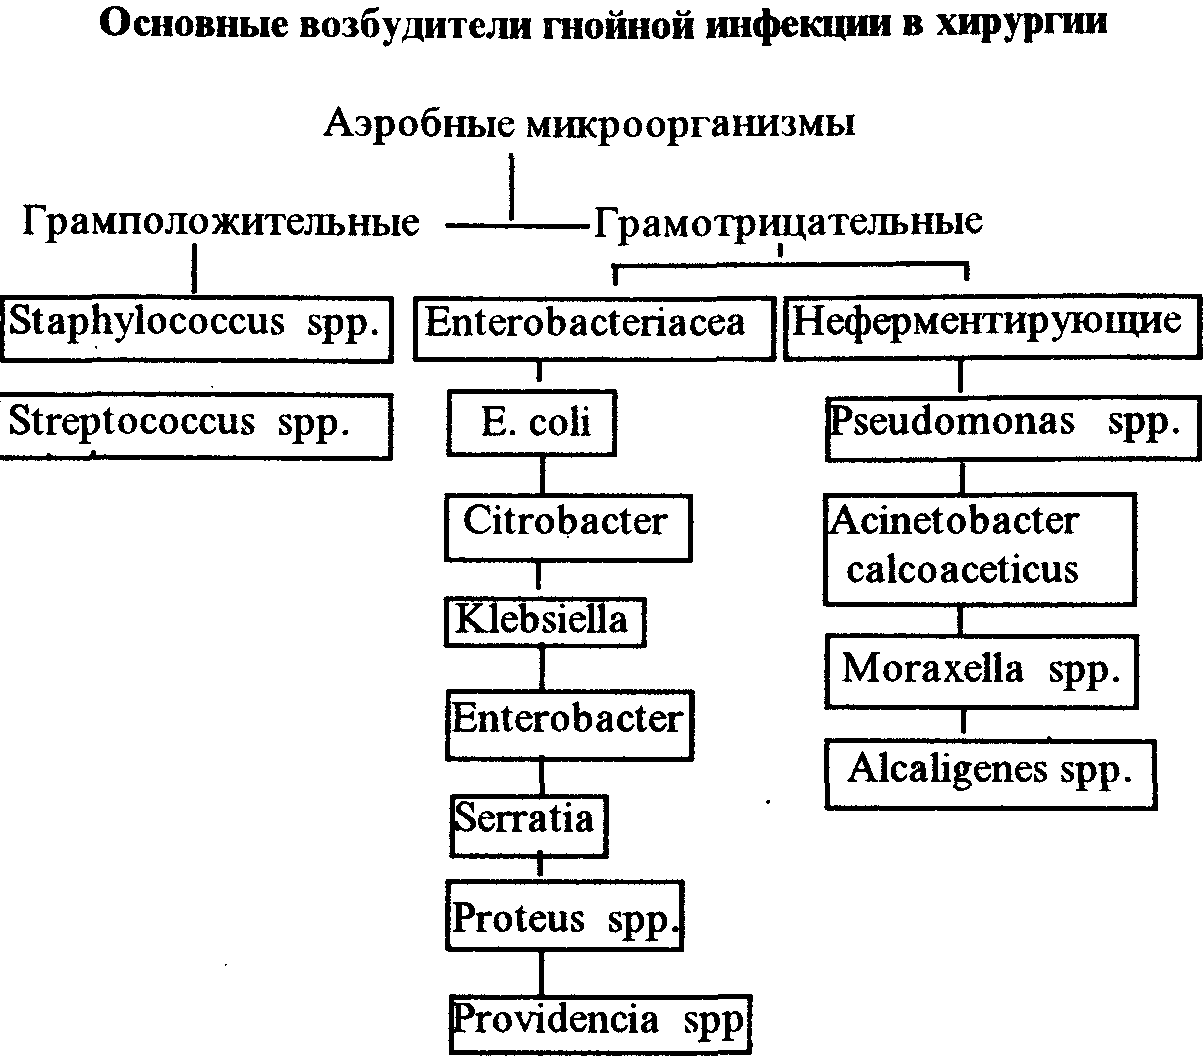 Основные возбудители гнойной инфекции в хирургии
Аэробные микроорганизмы
Грамположительные
Грамотрицательные
Staphylococcus spp.
Enterobacteriacea
Неферментирующие
Streptococcus spp.
E. coli
Pseudomonas spp.
Citrobacter
Acinetobacter
calcoaceticus
Klebsiella
Moraxella spp.
Enterobacter
Alcaligenes spp.
Serratia
Proteus spp.
Providencia spp